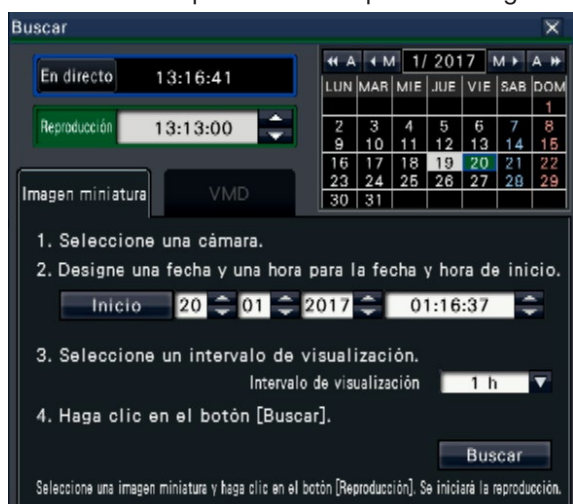 Buscar
En directo 13:16:41
Reproducción 13:13:00
A M 1/ 2017 M A
LUN MAR MIE JUE VIE SAB DOM
1
2 3 4 5 6 7 8
9 10 11 12 13 14 15
16 17 18 19 20 21 22
23 24 25 26 27 28 29
30 31
Imagen miniatura VMD
1. Seleccione una cámara.
2. Designe una fecha y una hora para la fecha y hora de inicio.
Inicio 20 01 2017 01:16:37
3. Seleccione un intervalo de visualización.
Intervalo de visualización 1 h
4. Haga clic en el botón [Buscar].
Buscar
Seleccione una imagen miniatura y haga clic en el botón [Reproducción]. Se iniciará la reproducción.